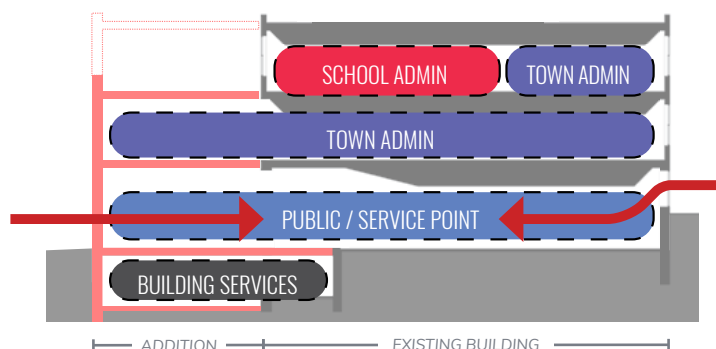 SCHOOL ADMIN
TOWN ADMIN
TOWN ADMIN
PUBLIC / SERVICE POINT
BUILDING SERVICES
ADDITION
EXISTING BUILDING